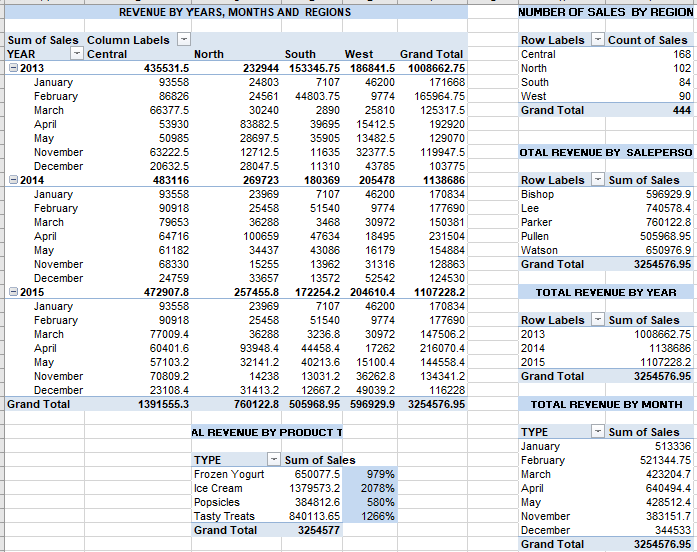 REVENUE BY YEARS, MONTHS AND REGIONS
Sum of Sales Column Labels
YEAR Central North South West Grand Total
2013 435531.5 232944 153345.75 186841.5 1008662.75
January 93558 24803 7107 46200 171668
February 86826 24561 44803.75 9774 165964.75
March 66377.5 30240 2890 25810 125317.5
April 53930 83882.5 39695 15412.5 192920
May 50985 28697.5 35905 13482.5 129070
November 63222.5 12712.5 11635 32377.5 119947.5
December 20632.5 28047.5 11310 43785 103775
2014 483116 269723 180369 205478 1138686
January 93558 23969 7107 46200 170834
February 90918 25458 51540 9774 177690
March 79653 36288 3468 30972 150381
April 64716 100659 47634 18495 231504
May 61182 34437 43086 16179 154884
November 68330 15255 13962 31316 128863
December 24759 33657 13572 52542 124530
2015 472907.8 257455.8 172254.2 204610.4 1107228.2
January 93558 23969 7107 46200 170834
February 90918 25458 51540 9774 177690
March 77009.4 36288 3236.8 30972 147506.2
April 60401.6 93948.4 44458.4 17262 216070.4
May 57103.2 32141.2 40213.6 15100.4 144558.4
November 70809.2 14238 13031.2 36262.8 134341.2
December 23108.4 31413.2 12667.2 49039.2 116228
Grand Total 1391555.3 760122.8 505968.95 596929.9 3254576.95
AL REVENUE BY PRODUCT T
TYPE Sum of Sales
Frozen Yogurt 650077.5 979%
Ice Cream 1379573.2 2078%
Popsicles 384812.6 580%
Tasty Treats 840113.65 1266%
Grand Total 3254577
NUMBER OF SALES BY REGION
Row Labels Count of Sales
Central 168
North 102
South 84
West 90
Grand Total 444
OTAL REVENUE BY SALEPERSO
Row Labels Sum of Sales
Bishop 596929.9
Lee 740578.4
Parker 760122.8
Pullen 505968.95
Watson 650976.9
Grand Total 3254576.95
TOTAL REVENUE BY YEAR
Row Labels Sum of Sales
2013 1008662.75
2014 1138686
2015 1107228.2
Grand Total 3254576.95
TOTAL REVENUE BY MONTH
TYPE Sum of Sales
January 513336
February 521344.75
March 423204.7
April 640494.4
May 428512.4
November 383151.7
December 344533
Grand Total 3254576.95